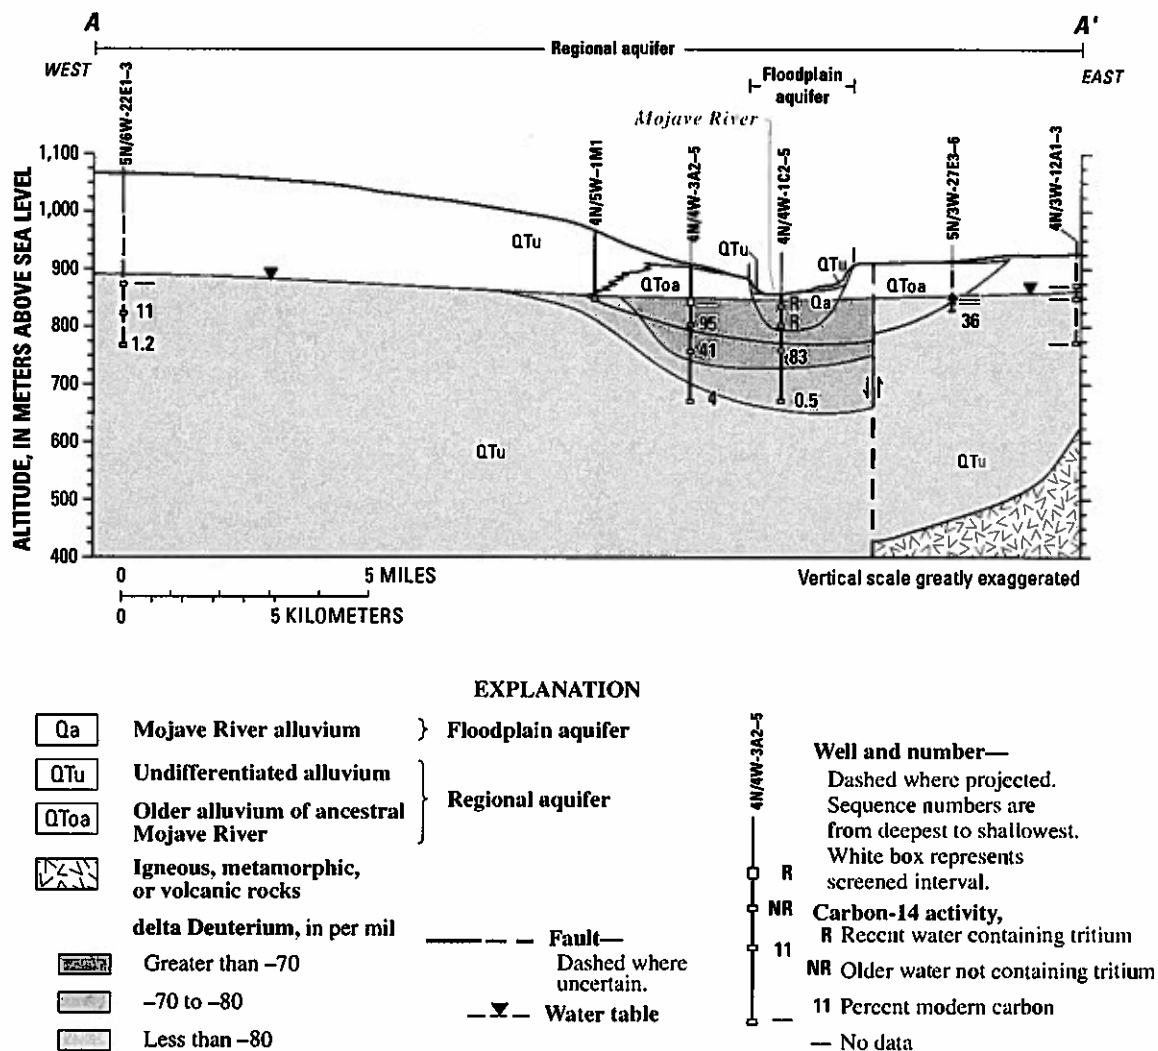 A
A'
Regional aquifer
WEST
EAST
Floodplain
aquifer
Mojave River
5N/6W-22E1-3
4N/5W-1M1
4N/4W-3A2-5
4N/4W-1C2-5
5N/3W-27E3-6
4N/3W-12A1-3
ALTITUDE, IN METERS ABOVE SEA LEVEL
1,100
1,000
900
800
700
600
500
400
QTu
QTu
QTu
QToa
Qa
QToa
R
R
11
1.2
95
41
4
83
0.5
36
QTu
QTu
0 5 MILES
0 5 KILOMETERS
Vertical scale greatly exaggerated
EXPLANATION
Qa Mojave River alluvium } Floodplain aquifer
QTu Undifferentiated alluvium
QToa Older alluvium of ancestral
Mojave River
} Regional aquifer
Igneous, metamorphic,
or volcanic rocks
delta Deuterium, in per mil
Greater than –70
–70 to –80
Less than –80
Fault—
Dashed where
uncertain.
Water table
4N/4W-3A2-5
R
NR
11
—
Well and number—
Dashed where projected.
Sequence numbers are
from deepest to shallowest.
White box represents
screened interval.
Carbon-14 activity,
R Recent water containing tritium
NR Older water not containing tritium
11 Percent modern carbon
— No data